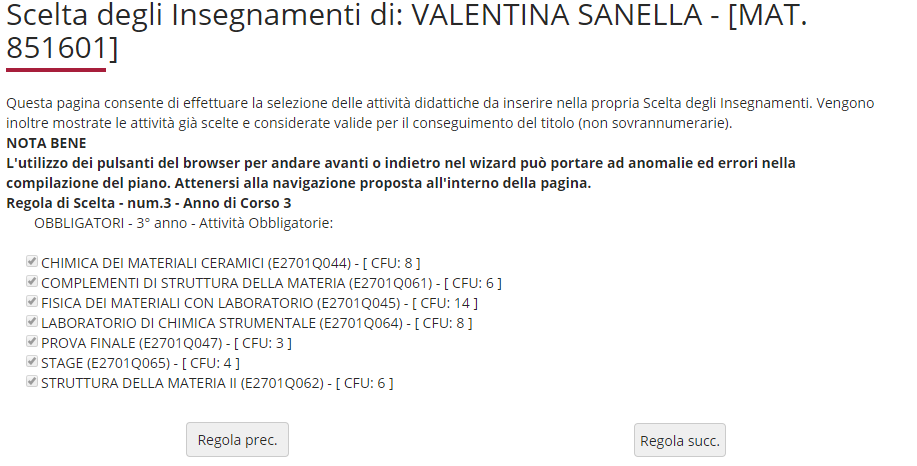 Scelta degli Insegnamenti di: VALENTINA SANELLA - [MAT.
851601]
Questa pagina consente di effettuare la selezione delle attività didattiche da inserire nella propria Scelta degli Insegnamenti. Vengono
inoltre mostrate le attività già scelte e considerate valide per il conseguimento del titolo (non sovrannumerarie).
NOTA BENE
L'utilizzo dei pulsanti del browser per andare avanti o indietro nel wizard può portare ad anomalie ed errori nella
compilazione del piano. Attenersi alla navigazione proposta all'interno della pagina.
Regola di Scelta - num.3 - Anno di Corso 3
OBBLIGATORI - 3° anno - Attività Obbligatorie:
CHIMICA DEI MATERIALI CERAMICI (E2701Q044) - [ CFU: 8 ]
COMPLEMENTI DI STRUTTURA DELLA MATERIA (E2701Q061) - [ CFU: 6 ]
FISICA DEI MATERIALI CON LABORATORIO (E2701Q045) - [ CFU: 14 ]
LABORATORIO DI CHIMICA STRUMENTALE (E2701Q064) - [ CFU: 8 ]
PROVA FINALE (E2701Q047) - [ CFU: 3 ]
STAGE (E2701Q065) - [ CFU: 4 ]
STRUTTURA DELLA MATERIA II (E2701Q062) - [ CFU: 6 ]
Regola prec. Regola succ.